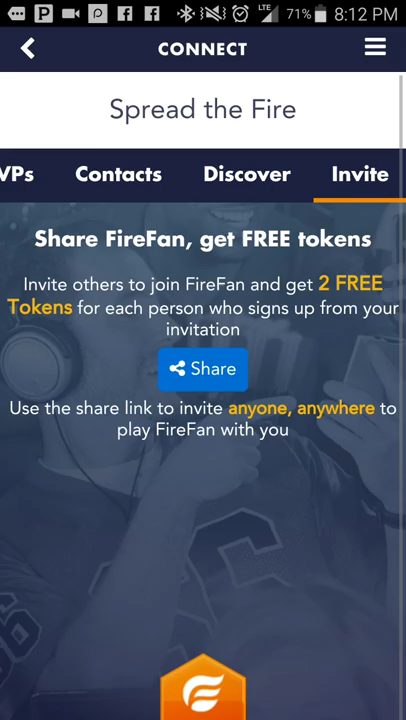 71% 8:12 PM
CONNECT
Spread the Fire
VPs Contacts Discover Invite
Share FireFan, get FREE tokens
Invite others to join FireFan and get 2 FREE
Tokens for each person who signs up from your
invitation
Share
Use the share link to invite anyone, anywhere to
play FireFan with you